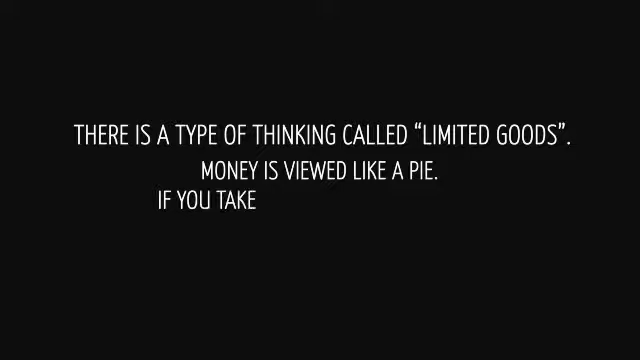 THERE IS A TYPE OF THINKING CALLED “LIMITED GOODS”.
MONEY IS VIEWED LIKE A PIE.
IF YOU TAKE